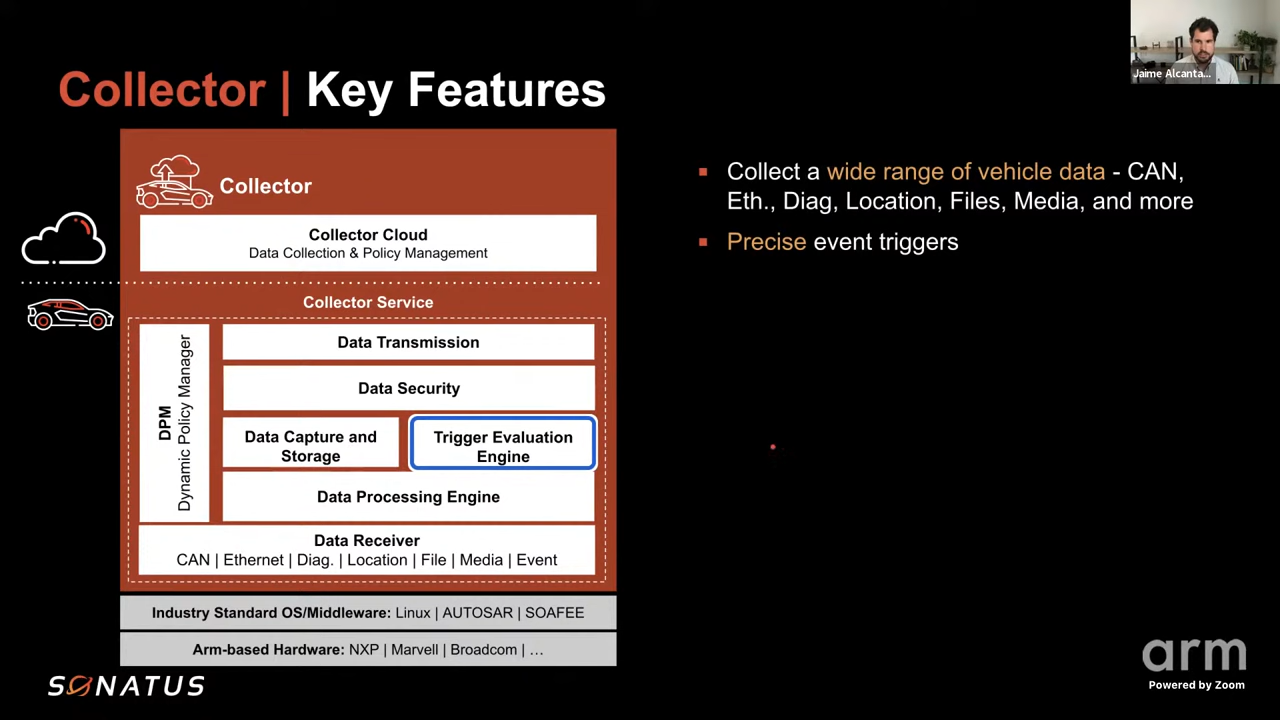 Jaime Alcanta...
Collector | Key Features
Collector
Collector Cloud
Data Collection & Policy Management
Collector Service
DPM
Dynamic Policy Manager
Data Transmission
Data Security
Data Capture and
Storage
Trigger Evaluation
Engine
Data Processing Engine
Data Receiver
CAN | Ethernet | Diag. | Location | File | Media | Event
Industry Standard OS/Middleware: Linux | AUTOSAR | SOAFEE
Arm-based Hardware: NXP | Marvell | Broadcom | …
Collect a wide range of vehicle data - CAN,
Eth., Diag, Location, Files, Media, and more
Precise event triggers
SONATUS
arm
Powered by Zoom